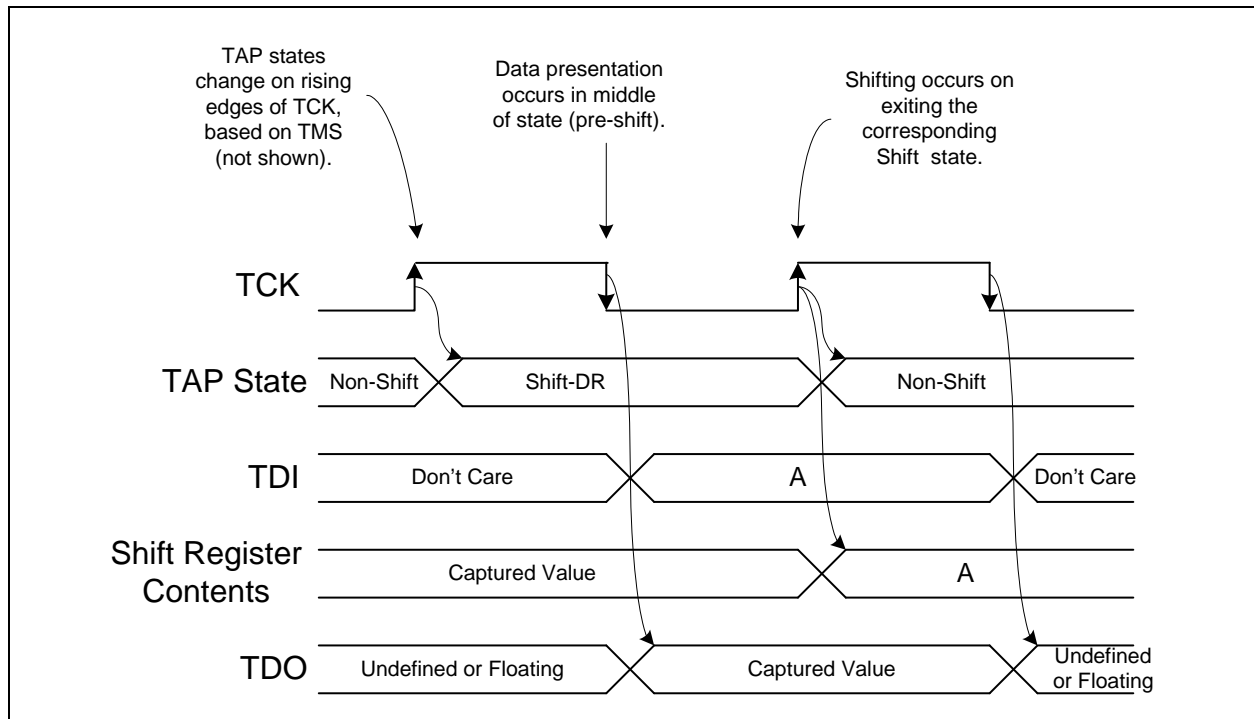 TAP states
change on rising
edges of TCK,
based on TMS
(not shown).
Data presentation
occurs in middle
of state (pre-shift).
Shifting occurs on
exiting the
corresponding
Shift state.
TCK
TAP State
Non-Shift
Shift-DR
Non-Shift
TDI
Don't Care
A
Don't Care
Shift Register
Contents
Captured Value
A
TDO
Undefined or Floating
Captured Value
Undefined
or Floating